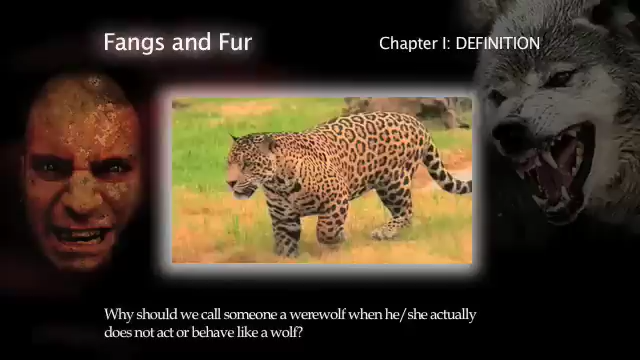 Fangs and Fur
Chapter I: DEFINITION
Why should we call someone a werewolf when he/she actually
does not act or behave like a wolf?